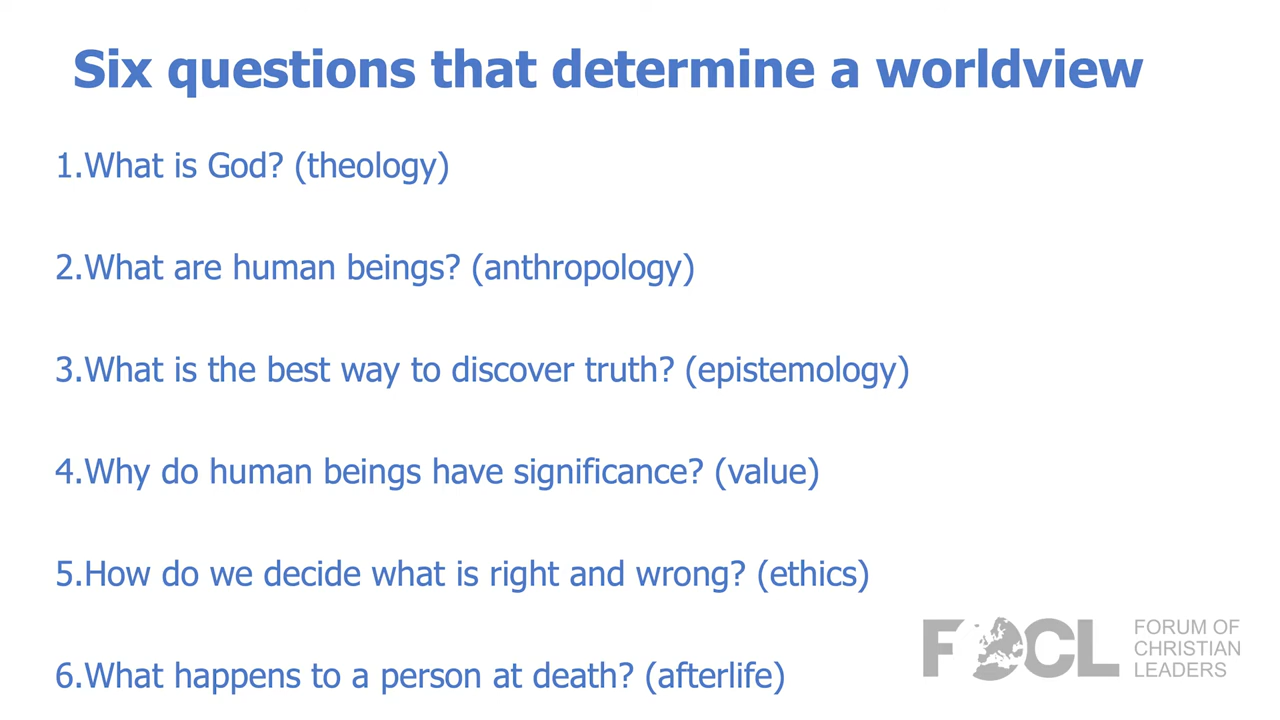 Six questions that determine a worldview
1.What is God? (theology)
2.What are human beings? (anthropology)
3.What is the best way to discover truth? (epistemology)
4.Why do human beings have significance? (value)
5.How do we decide what is right and wrong? (ethics)
6.What happens to a person at death? (afterlife)
FOCL
FORUM OF
CHRISTIAN
LEADERS